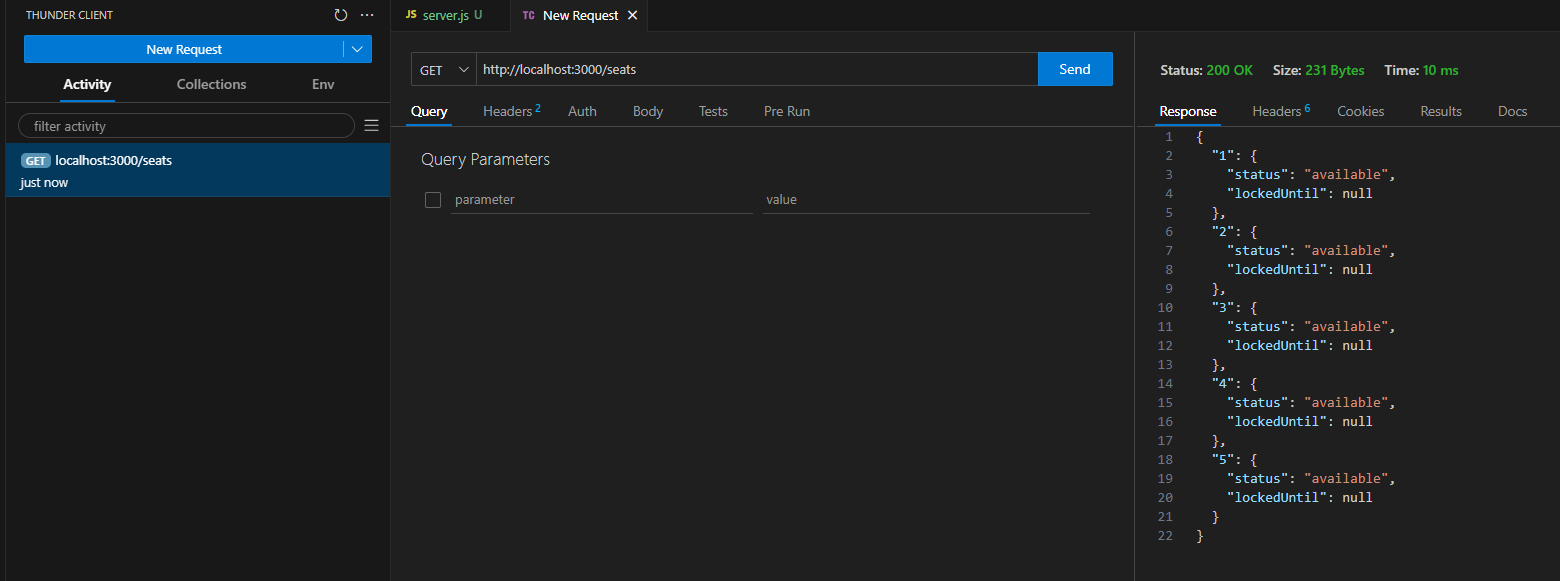 THUNDER CLIENT
New Request
Activity Collections Env
filter activity
GET localhost:3000/seats
just now
JS server.js U
TC New Request
GET http://localhost:3000/seats Send
Query Headers 2 Auth Body Tests Pre Run
Query Parameters
parameter value
Status: 200 OK Size: 231 Bytes Time: 10 ms
Response Headers 6 Cookies Results Docs
1 {
2 "1": {
3 "status": "available",
4 "lockedUntil": null
5 },
6 "2": {
7 "status": "available",
8 "lockedUntil": null
9 },
10 "3": {
11 "status": "available",
12 "lockedUntil": null
13 },
14 "4": {
15 "status": "available",
16 "lockedUntil": null
17 },
18 "5": {
19 "status": "available",
20 "lockedUntil": null
21 }
22 }